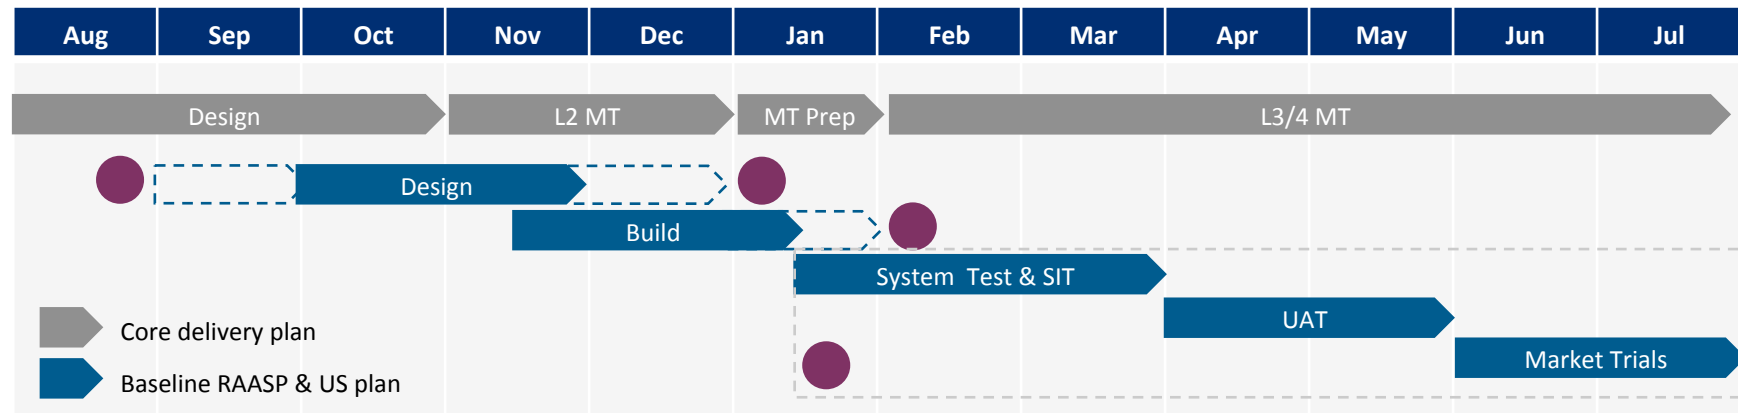 Aug Sep Oct Nov Dec Jan Feb Mar Apr May Jun Jul
Design L2 MT MT Prep L3/4 MT
Design
Build
System Test & SIT
UAT
Market Trials
Core delivery plan
Baseline RAASP & US plan